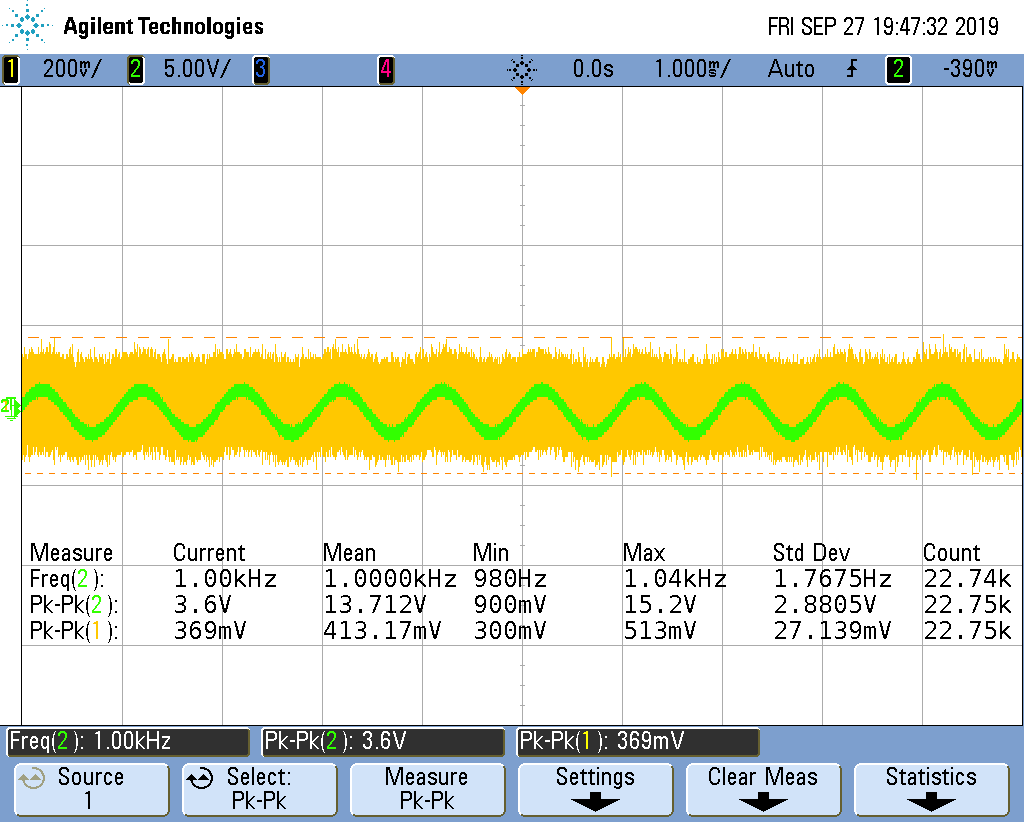 Agilent Technologies
FRI SEP 27 19:47:32 2019
1 200mV/ 2 5.00V/ 3 4 0.0s 1.000ms/ Auto 2 -390mV
2
Measure Current Mean Min Max Std Dev Count
Freq(2): 1.00kHz 1.0000kHz 980Hz 1.04kHz 1.7675Hz 22.74k
Pk-Pk(2): 3.6V 13.712V 900mV 15.2V 2.8805V 22.75k
Pk-Pk(1): 369mV 413.17mV 300mV 513mV 27.139mV 22.75k
Freq(2): 1.00kHz Pk-Pk(2): 3.6V Pk-Pk(1): 369mV
Source
1
Select:
Pk-Pk
Measure
Pk-Pk
Settings
Clear Meas
Statistics